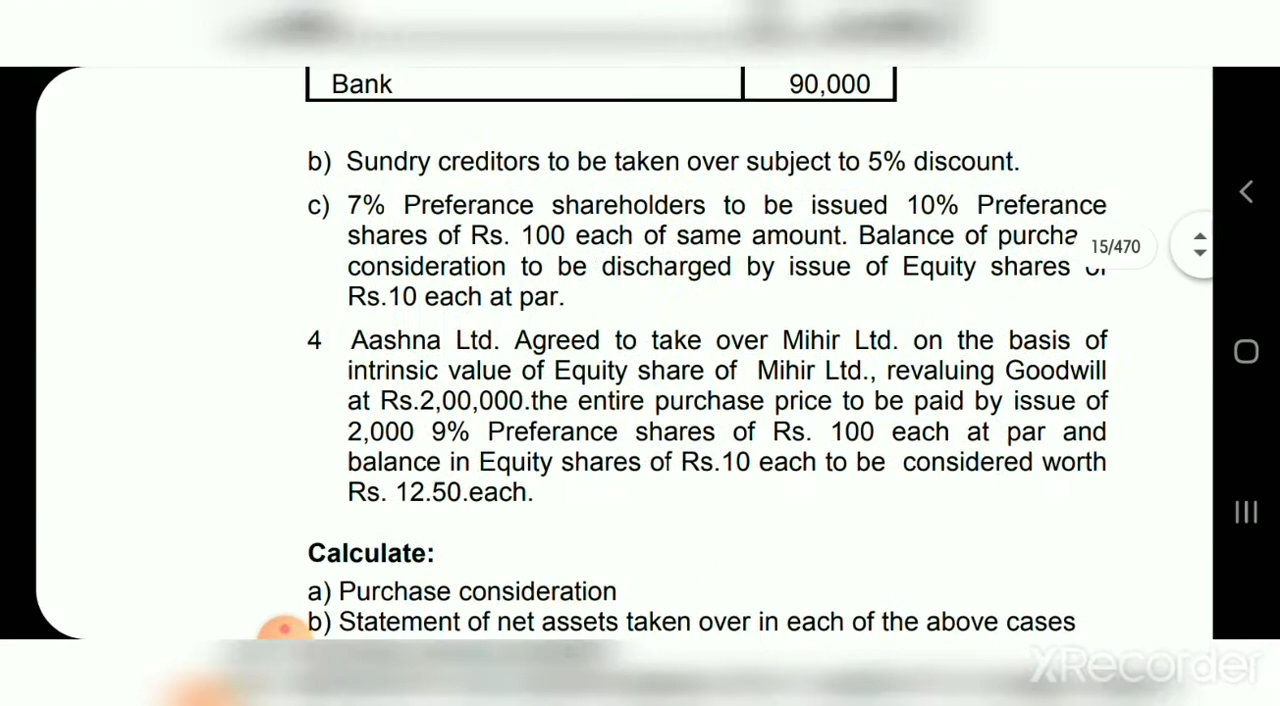 Bank 90,000
b) Sundry creditors to be taken over subject to 5% discount.
c) 7% Preferance shareholders to be issued 10% Preferance
shares of Rs. 100 each of same amount. Balance of purcha
15/470
consideration to be discharged by issue of Equity shares
Rs.10 each at par.
4 Aashna Ltd. Agreed to take over Mihir Ltd. on the basis of
intrinsic value of Equity share of Mihir Ltd., revaluing Goodwill
at Rs.2,00,000.the entire purchase price to be paid by issue of
2,000 9% Preferance shares of Rs. 100 each at par and
balance in Equity shares of Rs.10 each to be considered worth
Rs. 12.50.each.
Calculate:
a) Purchase consideration
b) Statement of net assets taken over in each of the above cases
XRecorder